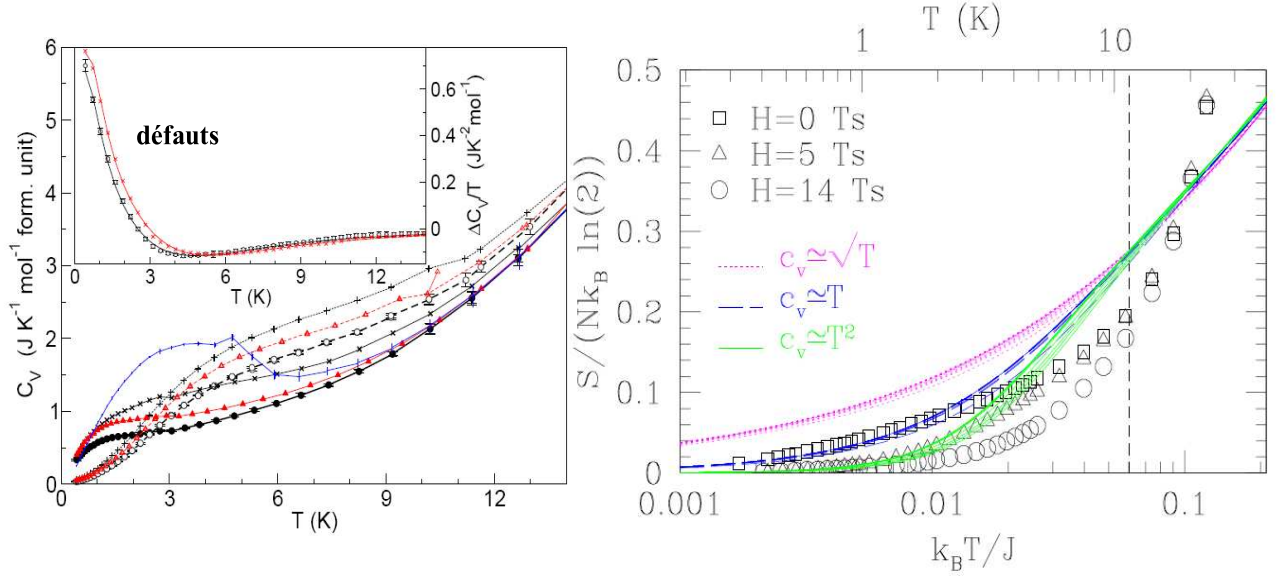 6
5
4
3
2
1
0
C_V (J K⁻¹ mol⁻¹ form. unit)
0 3 6 9 12
T (K)
défauts
0.6
0.4
0.2
0
ΔC_V/T (JK⁻²mol⁻¹)
0 3 6 9 12
T (K)
T (K)
1 10
0.5
0.4
0.3
0.2
0.1
0
S/(Nk_B ln(2))
H=0 Ts
H=5 Ts
H=14 Ts
c_v≃√T
c_v≃T
c_v≃T²
0.001 0.01 0.1
k_BT/J